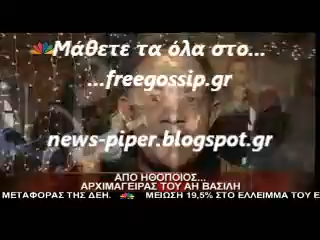 Μάθετε τα όλα στο...
...freegossip.gr
news-piper.blogspot.gr
ΑΠΟ ΗΘΟΠΟΙΟΣ...
ΑΡΧΙΜΑΓΕΙΡΑΣ ΤΟΥ ΑΗ ΒΑΣΙΛΗ
ΜΕΤΑΦΟΡΑΣ ΤΗΣ ΔΕΗ. ΜΕΙΩΣΗ 19,5% ΣΤΟ ΕΛΛΕΙΜΜΑ ΤΟΥ Ε